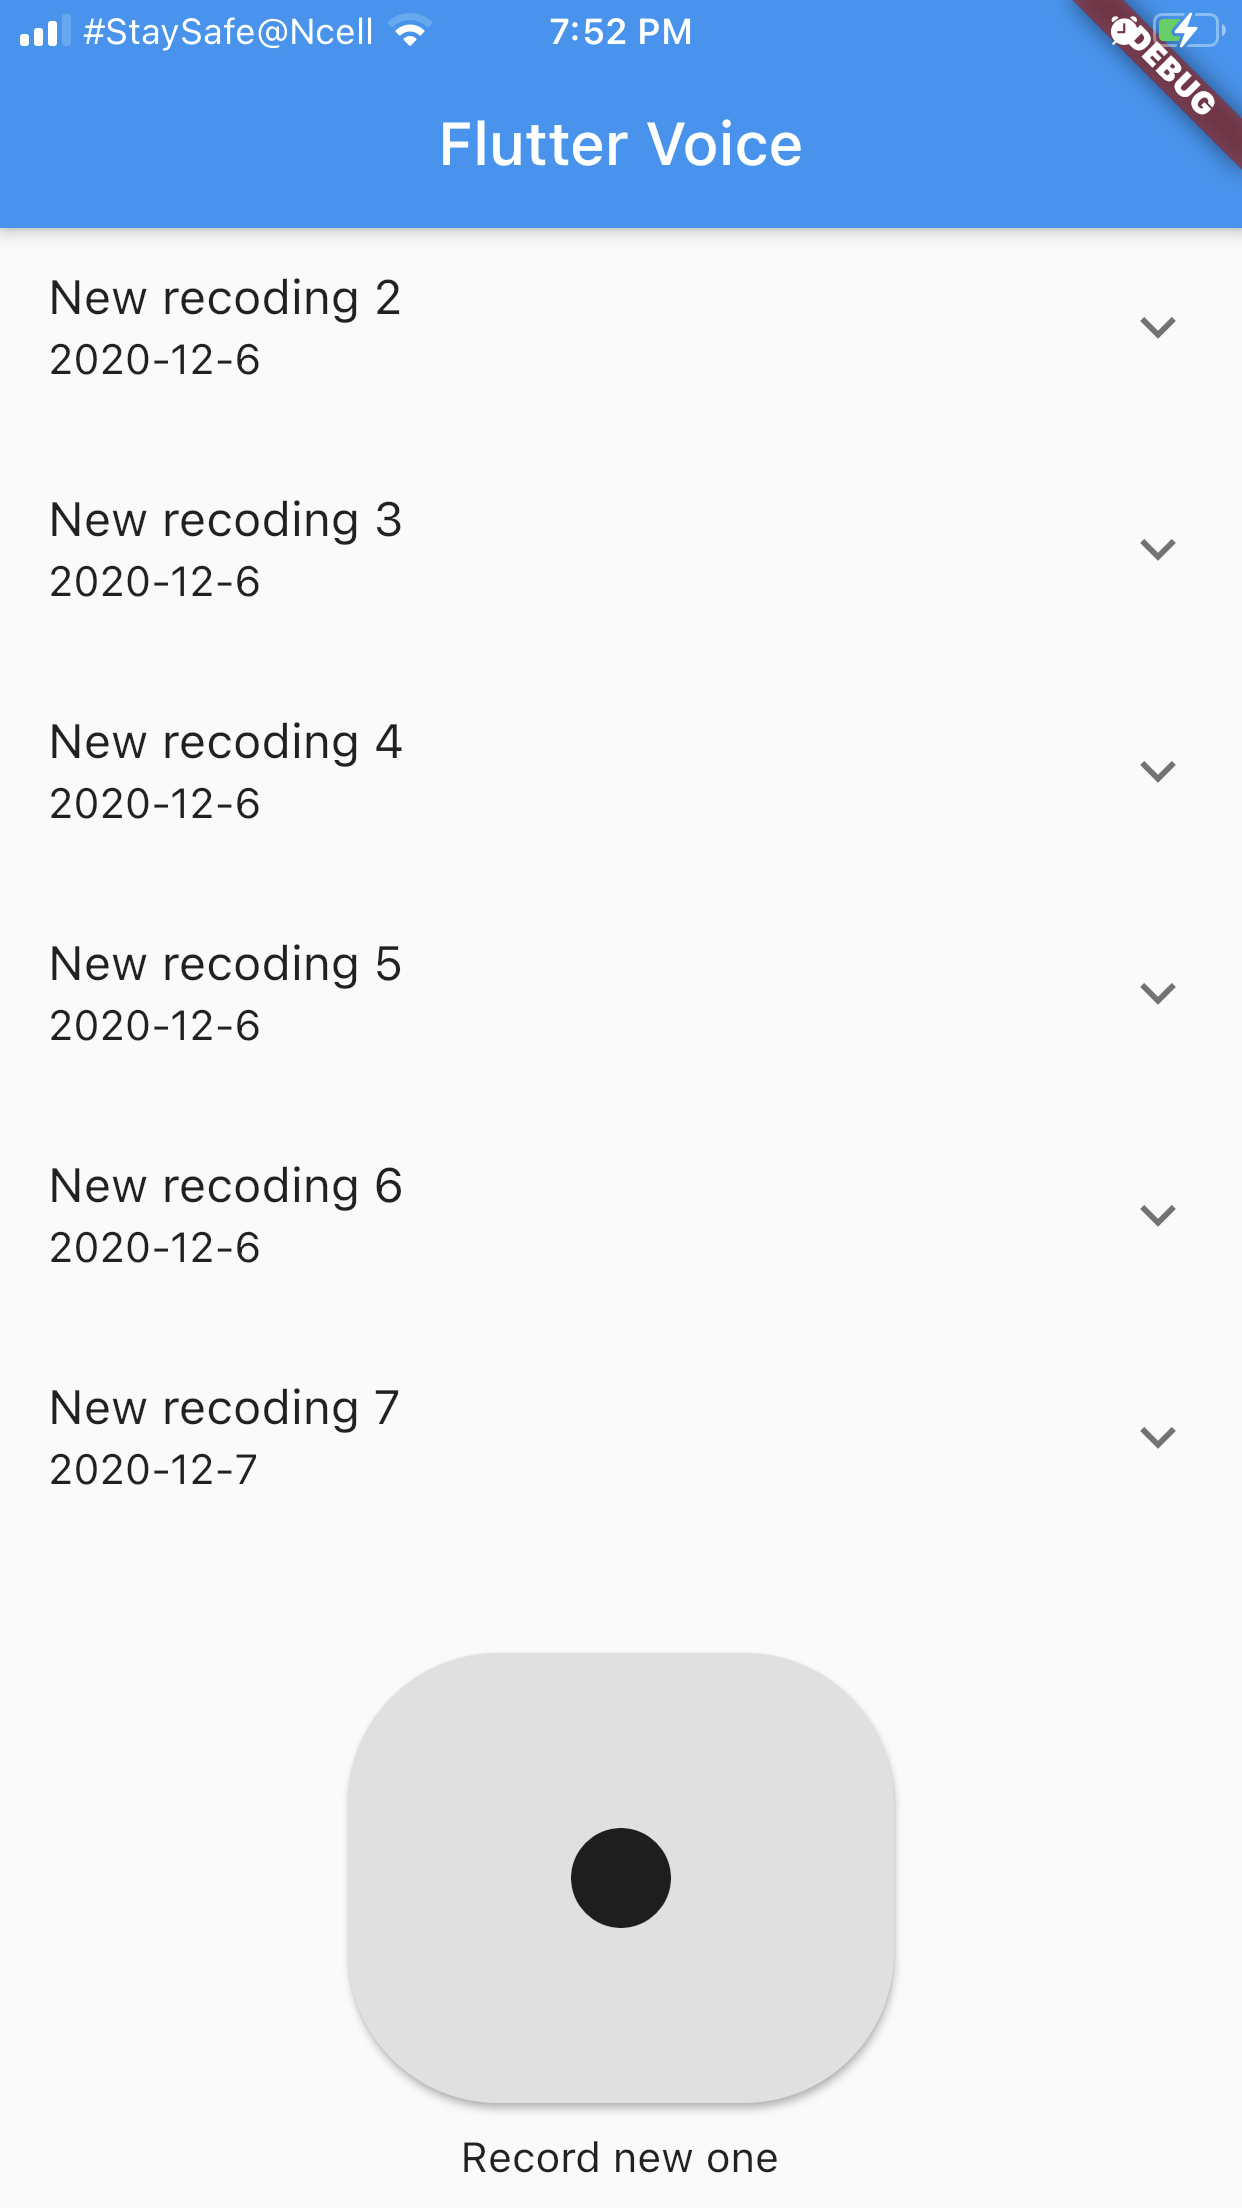 #StaySafe@Ncell 7:52 PM
DEBUG
Flutter Voice
New recoding 2
2020-12-6
New recoding 3
2020-12-6
New recoding 4
2020-12-6
New recoding 5
2020-12-6
New recoding 6
2020-12-6
New recoding 7
2020-12-7
Record new one